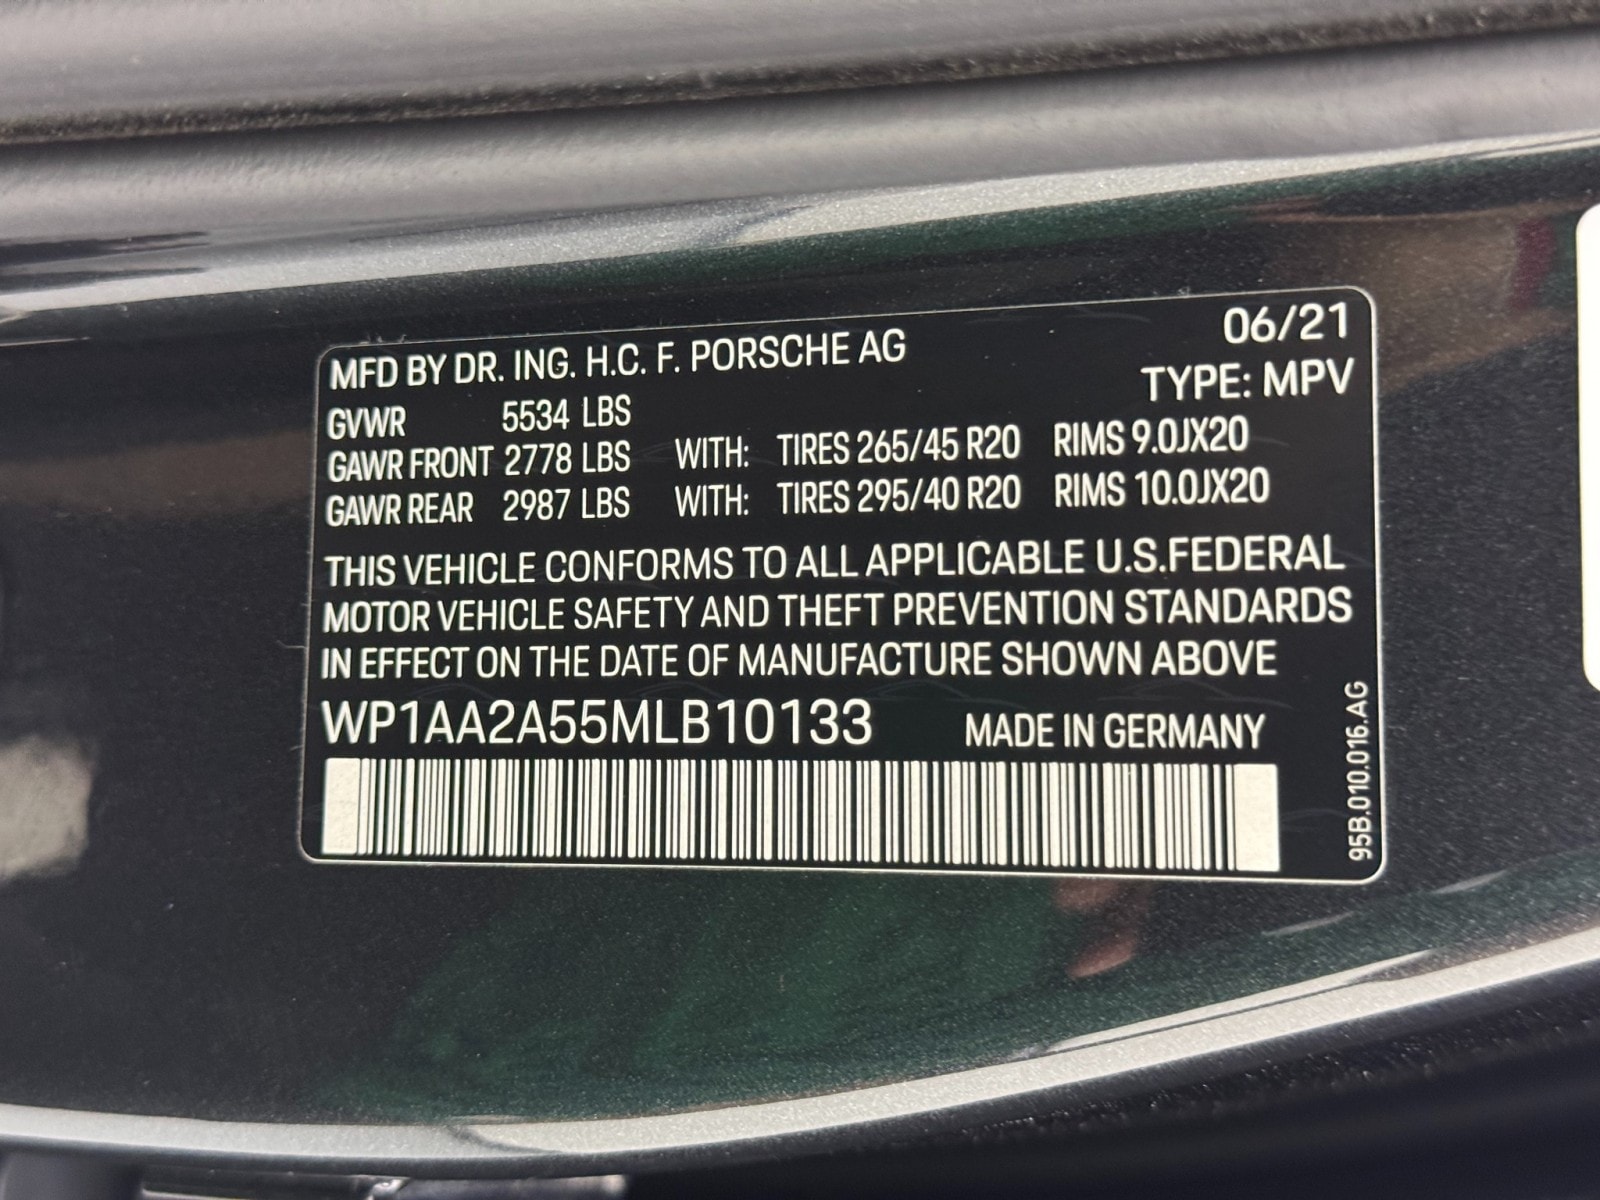 06/21
MFD BY DR. ING. H.C. F. PORSCHE AG
TYPE: MPV
GVWR 5534 LBS
GAWR FRONT 2778 LBS WITH: TIRES 265/45 R20 RIMS 9.0JX20
GAWR REAR 2987 LBS WITH: TIRES 295/40 R20 RIMS 10.0JX20
THIS VEHICLE CONFORMS TO ALL APPLICABLE U.S.FEDERAL
MOTOR VEHICLE SAFETY AND THEFT PREVENTION STANDARDS
IN EFFECT ON THE DATE OF MANUFACTURE SHOWN ABOVE
WP1AA2A55MLB10133 MADE IN GERMANY
95B.010.016.AG